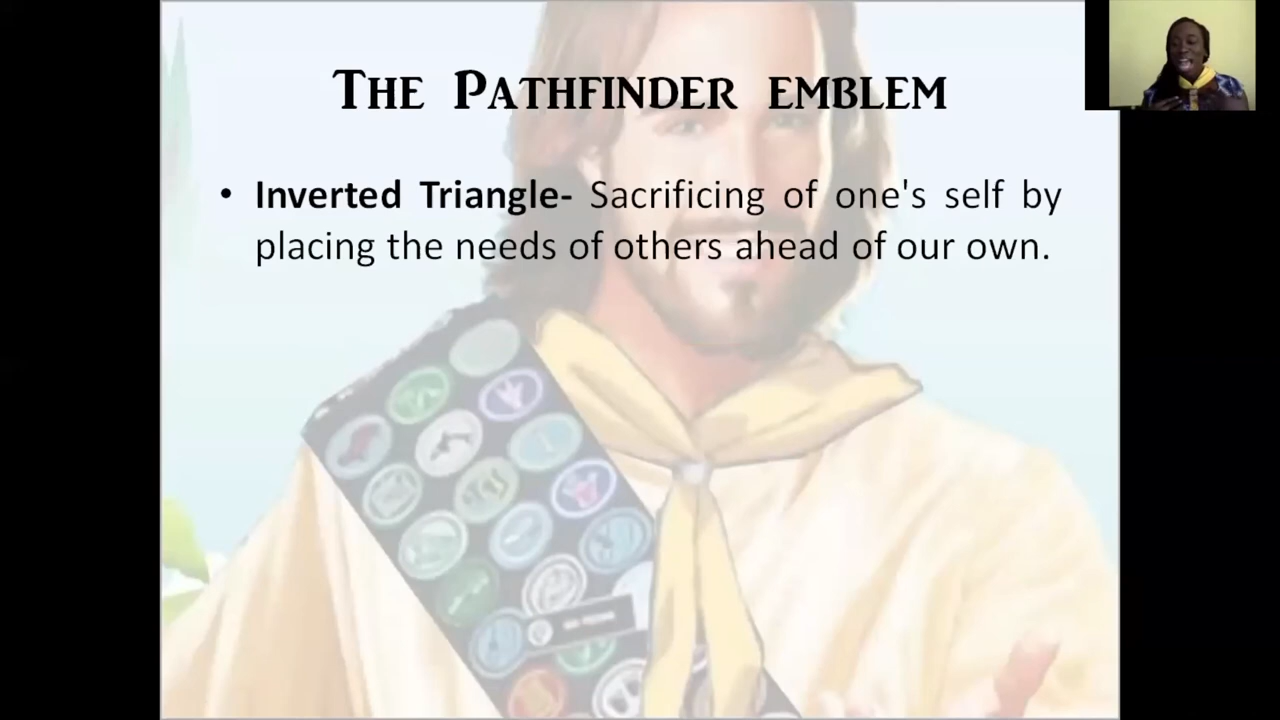 The Pathfinder emblem
• Inverted Triangle- Sacrificing of one's self by
placing the needs of others ahead of our own.